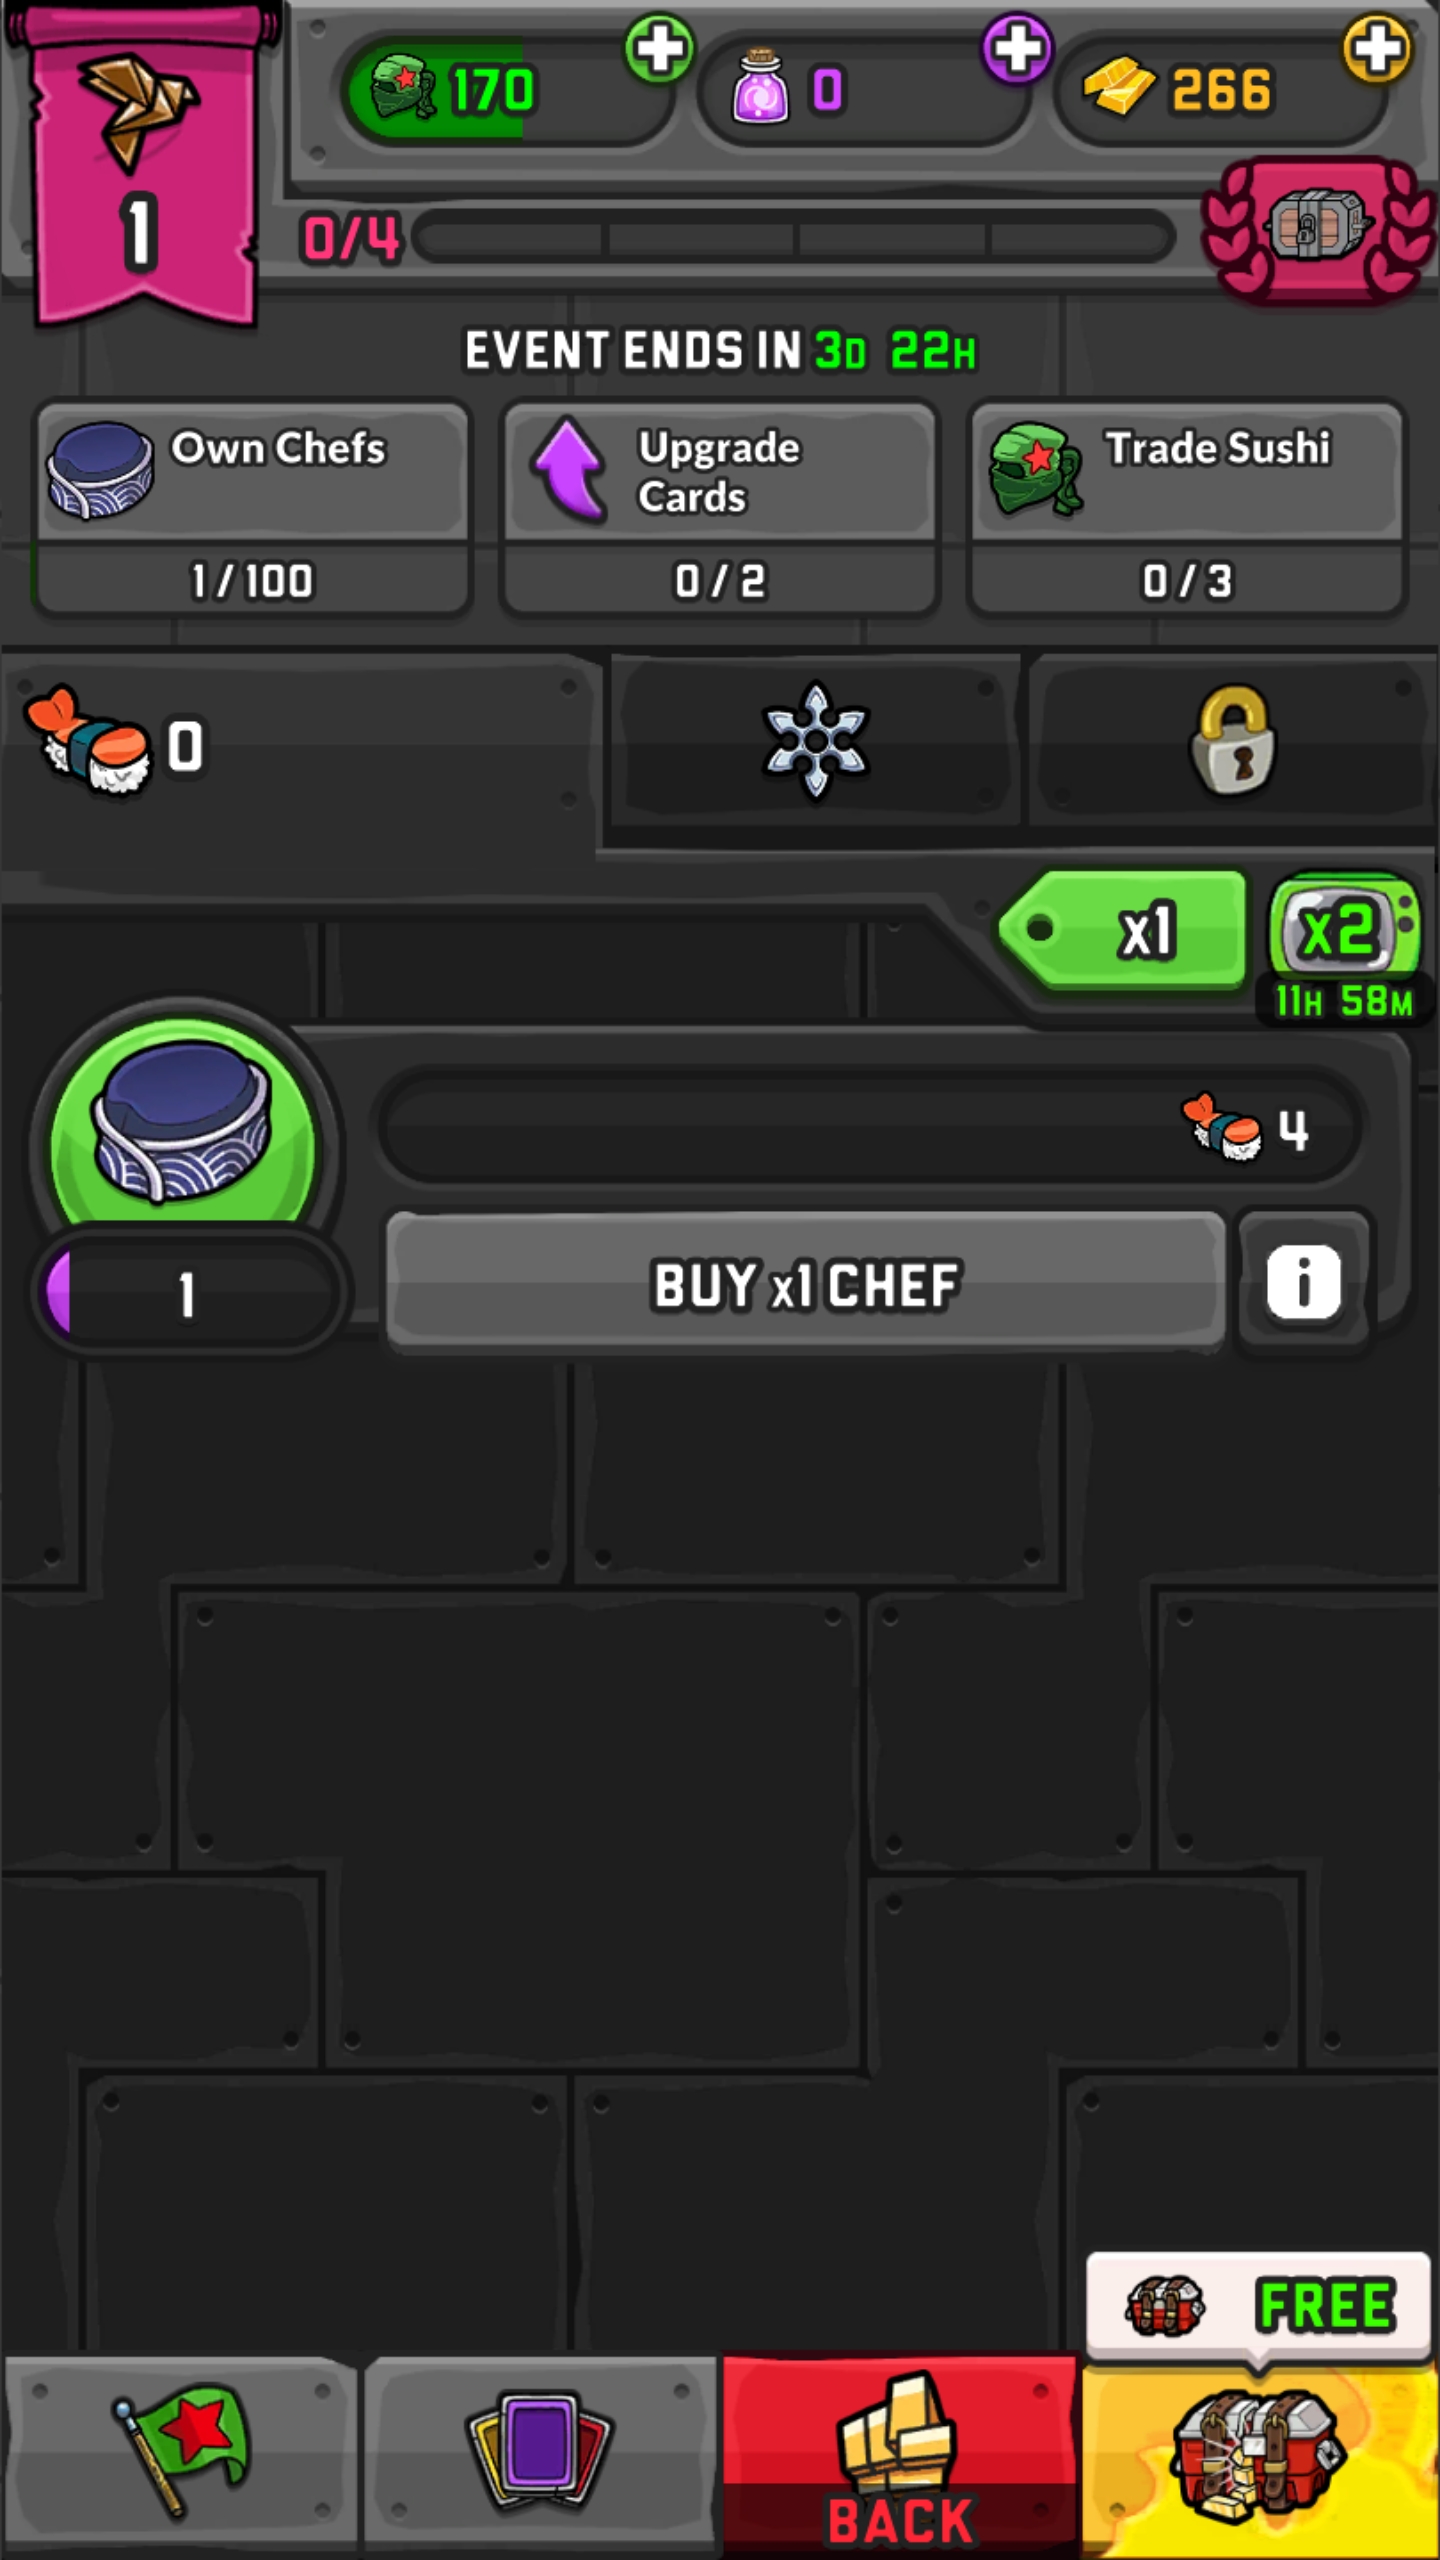 170
0
266
1
0/4
EVENT ENDS IN 3D 22H
Own Chefs
Upgrade
Cards
Trade Sushi
1/100
0/2
0/3
0
x1
x2
11H 58M
4
1
BUY x1 CHEF
i
FREE
BACK